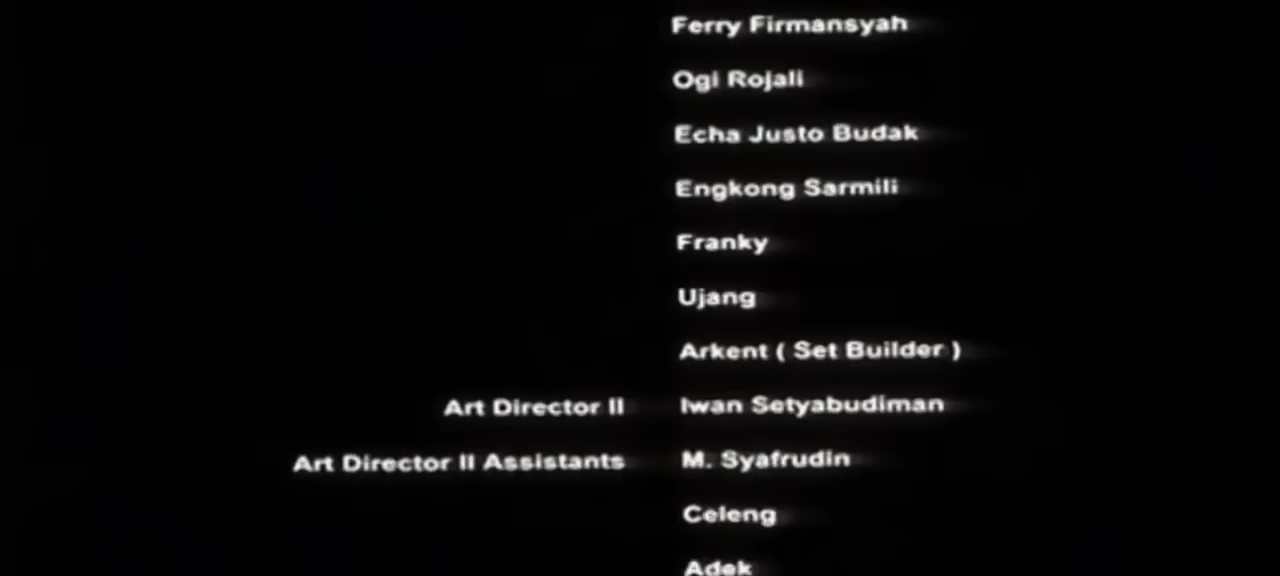 Ferry Firmansyah
Ogi Rojali
Echa Justo Budak
Engkong Sarmili
Franky
Ujang
Arkent ( Set Builder )
Art Director II Iwan Setyabudiman
Art Director II Assistants M. Syafrudin
Celeng
Adek